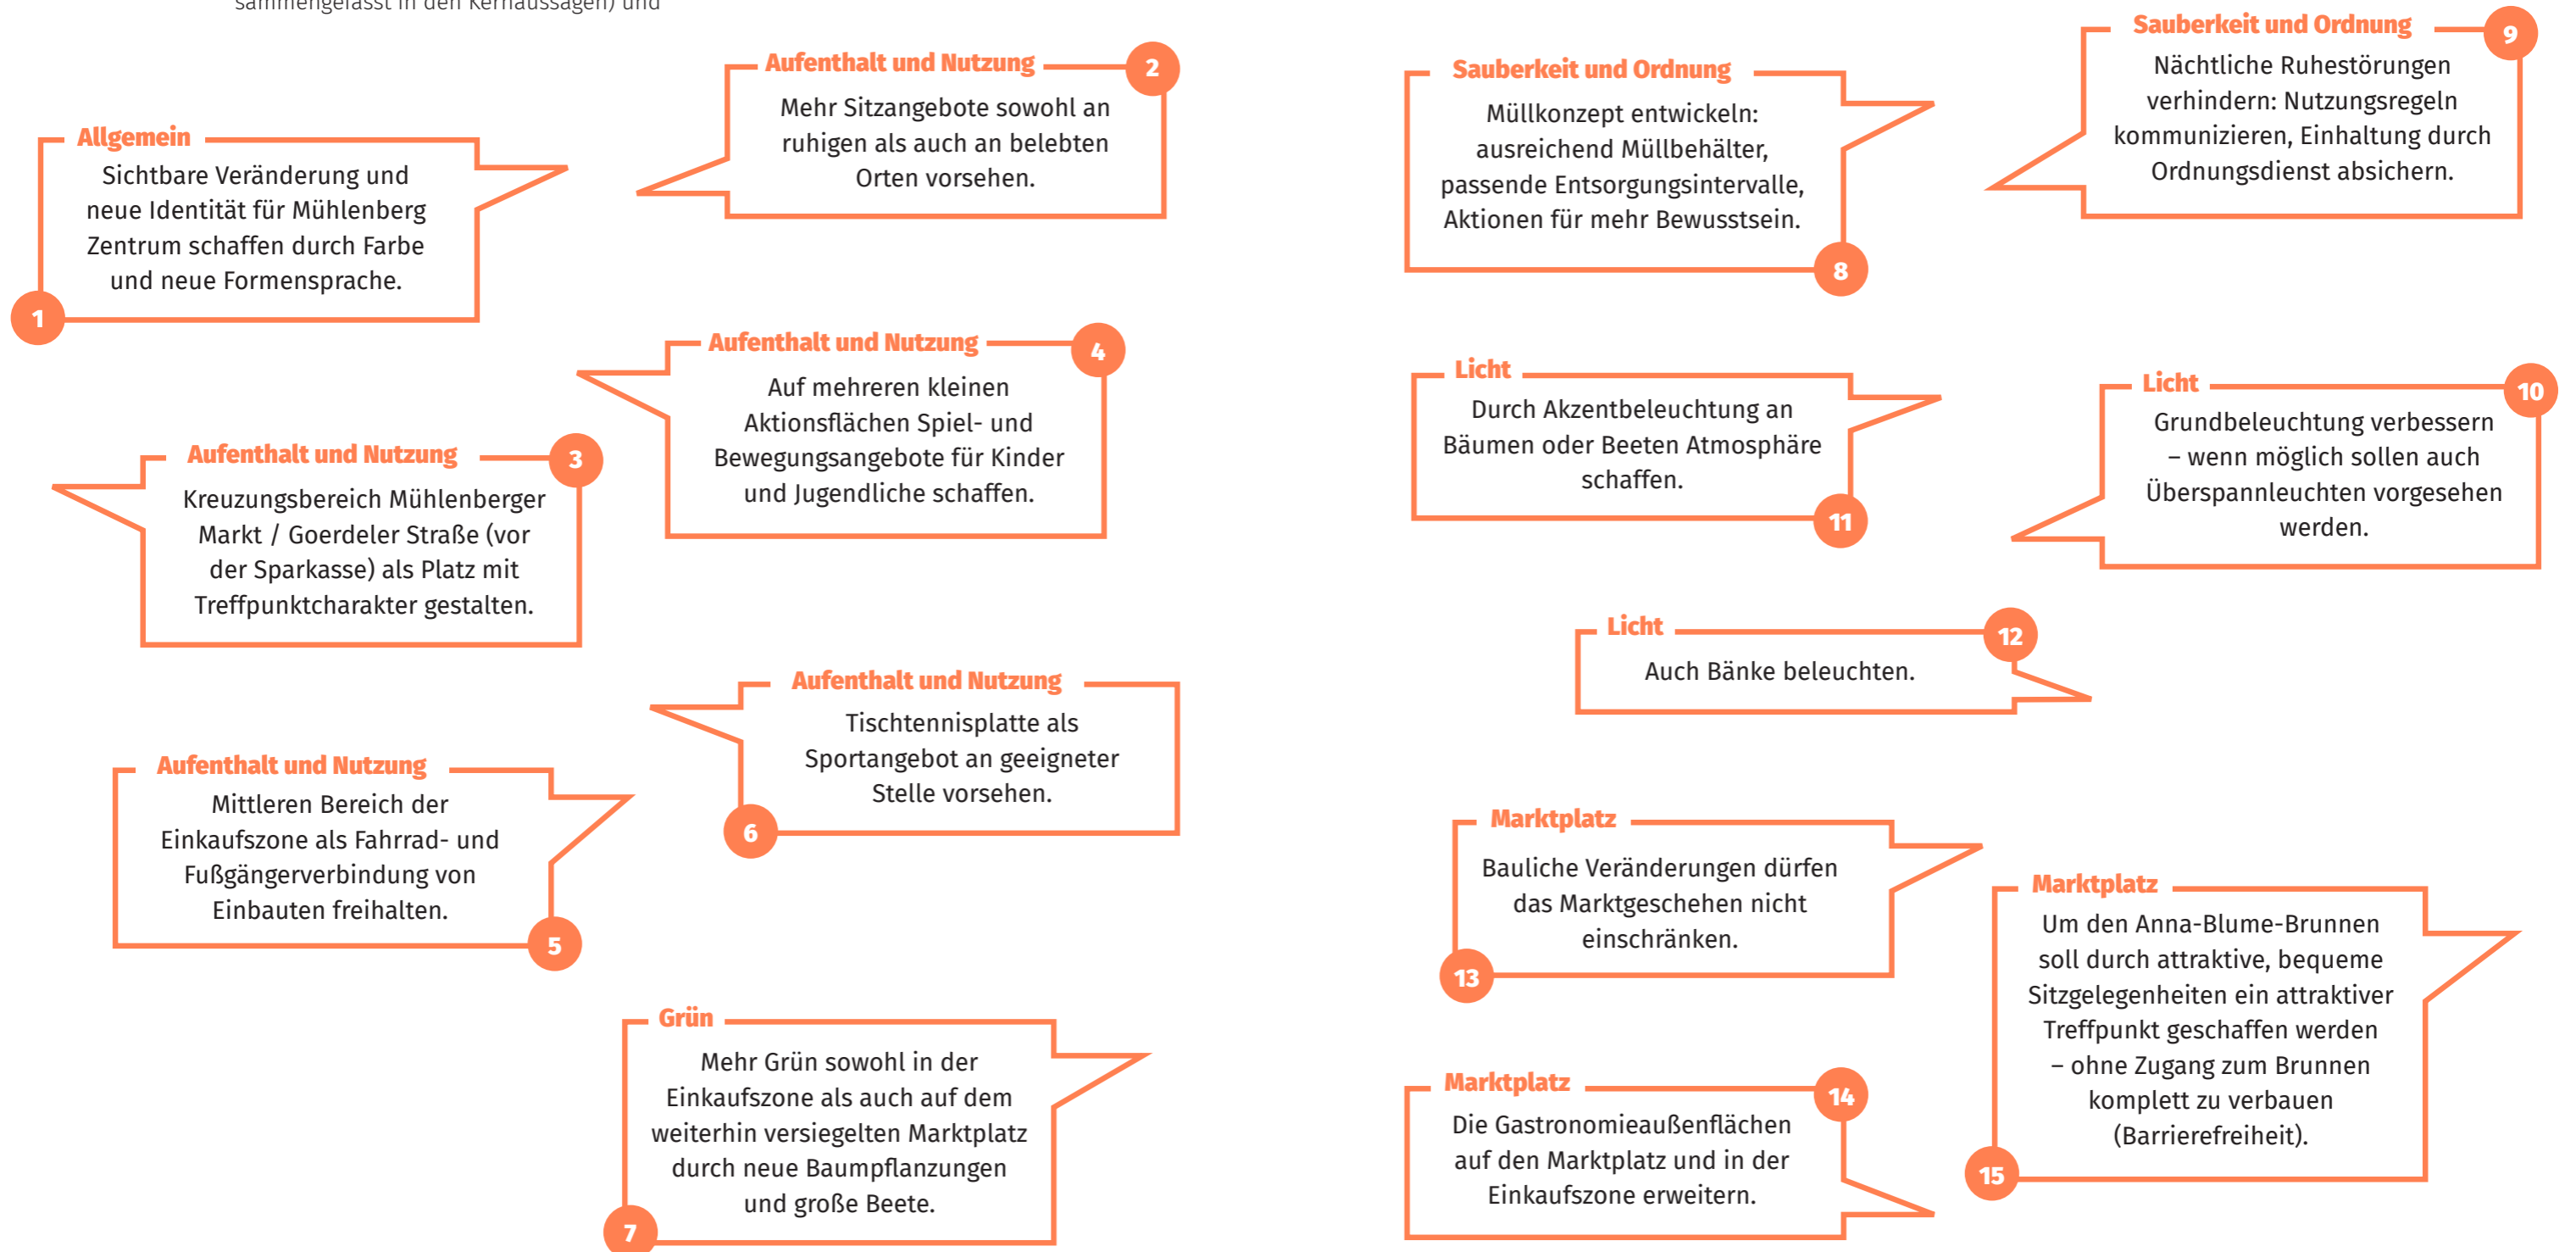 sammengefasst in den Kernaussagen) und
Allgemein
Sichtbare Veränderung und
neue Identität für Mühlenberg
Zentrum schaffen durch Farbe
und neue Formensprache.
1
Aufenthalt und Nutzung
2
Mehr Sitzangebote sowohl an
ruhigen als auch an belebten
Orten vorsehen.
Aufenthalt und Nutzung
3
Kreuzungsbereich Mühlenberger
Markt / Goerdeler Straße (vor
der Sparkasse) als Platz mit
Treffpunktcharakter gestalten.
Aufenthalt und Nutzung
4
Auf mehreren kleinen
Aktionsflächen Spiel- und
Bewegungsangebote für Kinder
und Jugendliche schaffen.
Aufenthalt und Nutzung
Mittleren Bereich der
Einkaufszone als Fahrrad- und
Fußgängerverbindung von
Einbauten freihalten.
5
Aufenthalt und Nutzung
Tischtennisplatte als
Sportangebot an geeigneter
Stelle vorsehen.
6
Grün
Mehr Grün sowohl in der
Einkaufszone als auch auf dem
weiterhin versiegelten Marktplatz
durch neue Baumpflanzungen
und große Beete.
7
Sauberkeit und Ordnung
Müllkonzept entwickeln:
ausreichend Müllbehälter,
passende Entsorgungsintervalle,
Aktionen für mehr Bewusstsein.
8
Sauberkeit und Ordnung
9
Nächtliche Ruhestörungen
verhindern: Nutzungsregeln
kommunizieren, Einhaltung durch
Ordnungsdienst absichern.
Licht
10
Grundbeleuchtung verbessern
– wenn möglich sollen auch
Überspannleuchten vorgesehen
werden.
Licht
Durch Akzentbeleuchtung an
Bäumen oder Beeten Atmosphäre
schaffen.
11
Licht
12
Auch Bänke beleuchten.
Marktplatz
Bauliche Veränderungen dürfen
das Marktgeschehen nicht
einschränken.
13
Marktplatz
14
Die Gastronomieaußenflächen
auf den Marktplatz und in der
Einkaufszone erweitern.
Marktplatz
Um den Anna-Blume-Brunnen
soll durch attraktive, bequeme
Sitzgelegenheiten ein attraktiver
Treffpunkt geschaffen werden
– ohne Zugang zum Brunnen
komplett zu verbauen
(Barrierefreiheit).
15